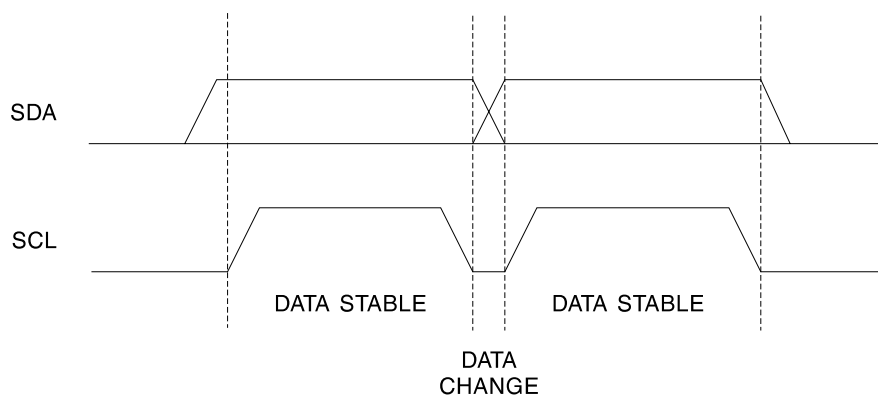 SDA
SCL
DATA STABLE
DATA STABLE
DATA
CHANGE